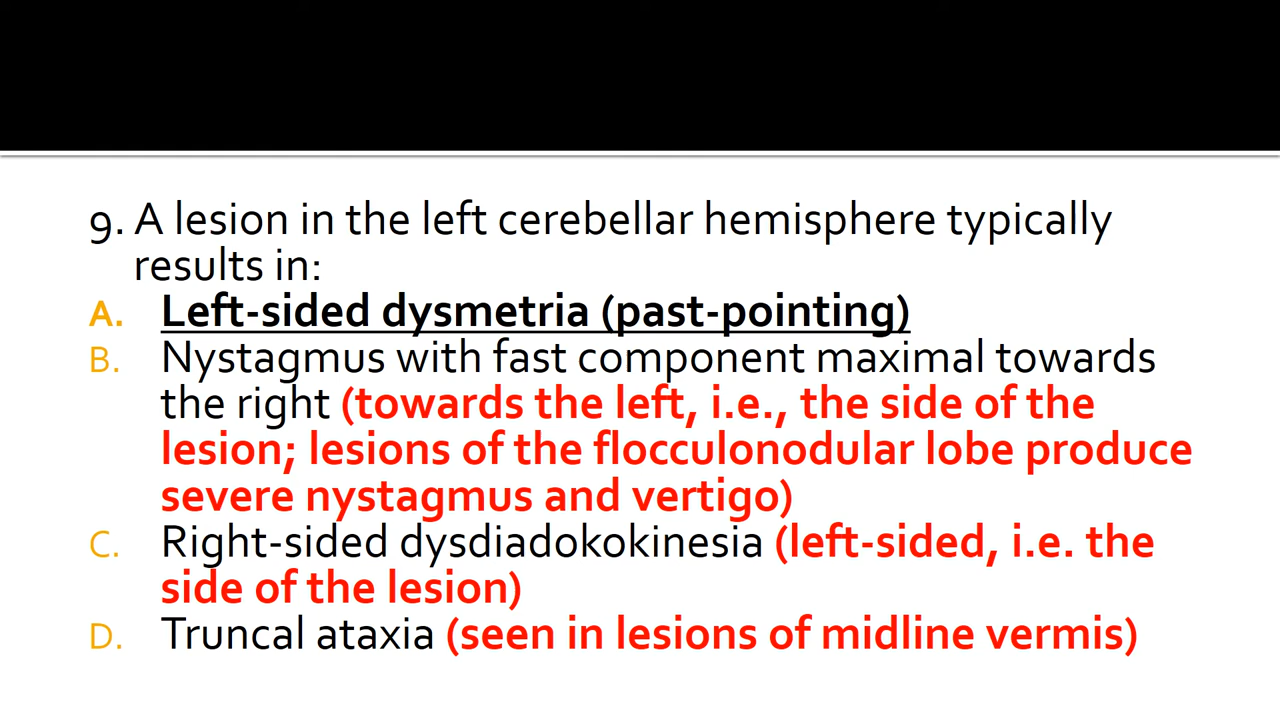 9. A lesion in the left cerebellar hemisphere typically
results in:
A. Left-sided dysmetria (past-pointing)
B. Nystagmus with fast component maximal towards
the right (towards the left, i.e., the side of the
lesion; lesions of the flocculonodular lobe produce
severe nystagmus and vertigo)
C. Right-sided dysdiadokokinesia (left-sided, i.e. the
side of the lesion)
D. Truncal ataxia (seen in lesions of midline vermis)